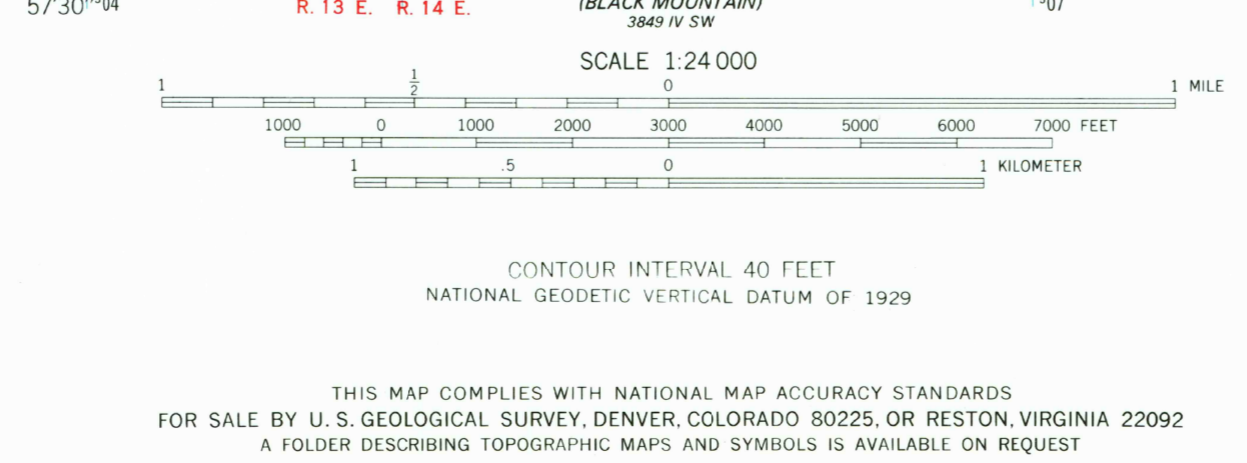 57'30" R. 13 E. R. 14 E. (BLACK MOUNTAIN)
3849 IV SW
SCALE 1:24 000
1 1/2 0 1 MILE
1000 0 1000 2000 3000 4000 5000 6000 7000 FEET
1 .5 0 1 KILOMETER
CONTOUR INTERVAL 40 FEET
NATIONAL GEODETIC VERTICAL DATUM OF 1929
THIS MAP COMPLIES WITH NATIONAL MAP ACCURACY STANDARDS
FOR SALE BY U. S. GEOLOGICAL SURVEY, DENVER, COLORADO 80225, OR RESTON, VIRGINIA 22092
A FOLDER DESCRIBING TOPOGRAPHIC MAPS AND SYMBOLS IS AVAILABLE ON REQUEST